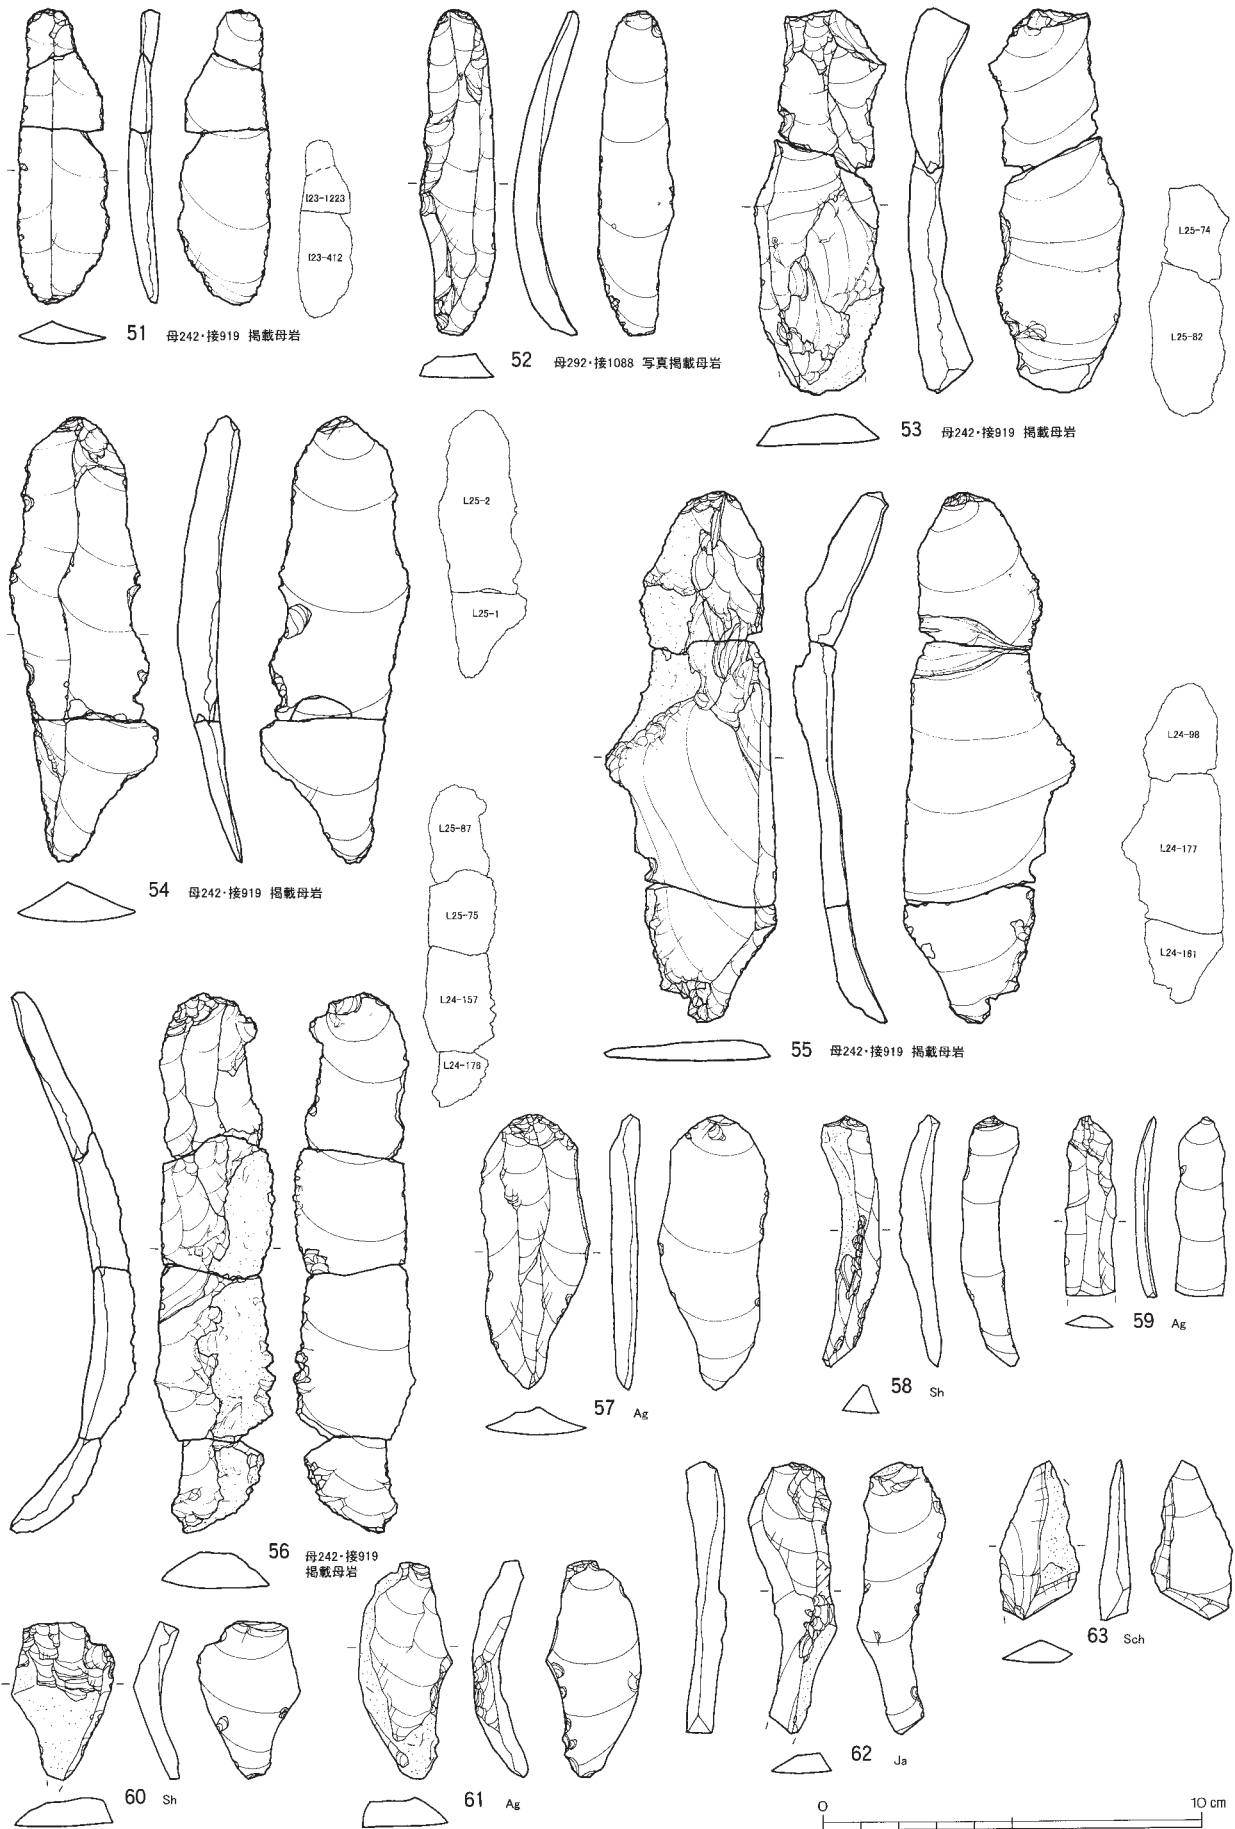 I23-1223
I23-412
51 母242・接919 掲載母岩
52 母292・接1088 写真掲載母岩
L25-74
L25-82
53 母242・接919 掲載母岩
L25-2
L25-1
54 母242・接919 掲載母岩
L24-98
L24-177
L24-161
55 母242・接919 掲載母岩
L25-87
L25-75
L24-157
L24-176
56 母242・接919
掲載母岩
57 Ag
58 Sh
59 Ag
60 Sh
61 Ag
62 Ja
63 Sch
0 10cm